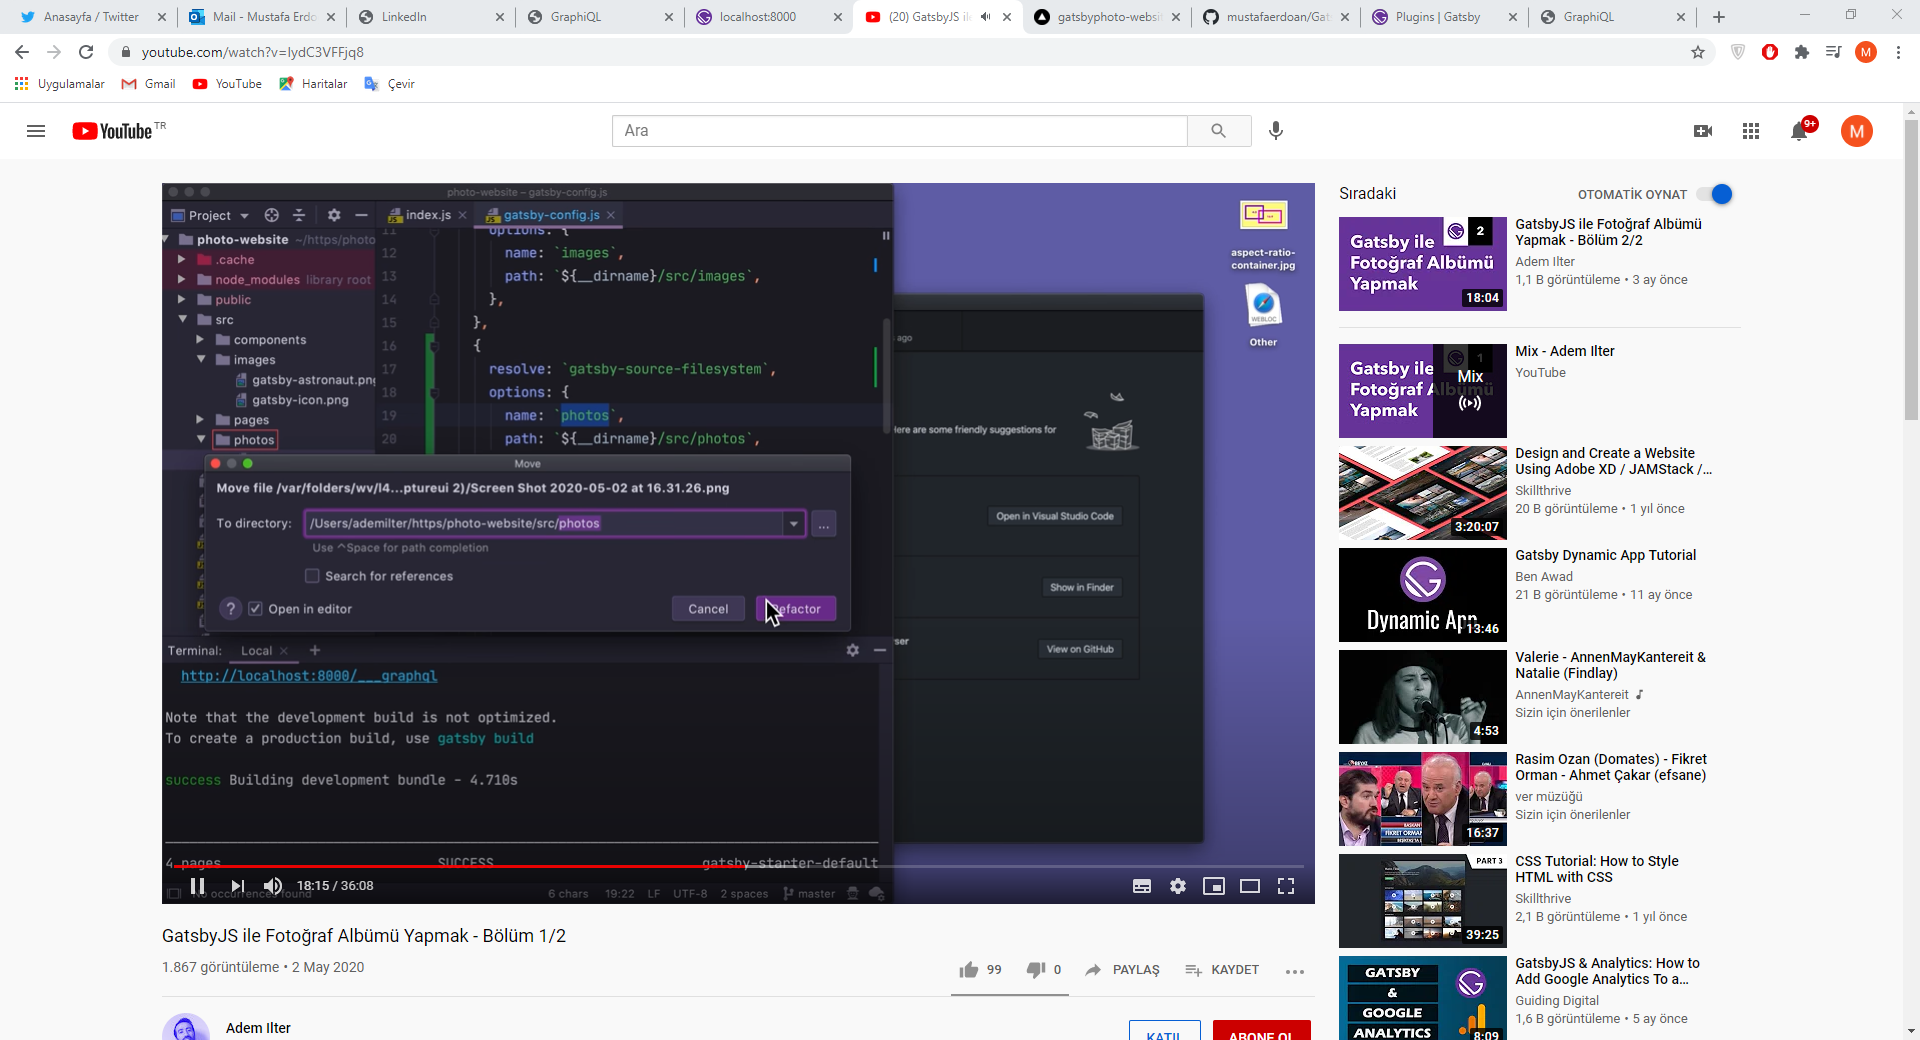 Anasayfa / Twitter
Mail - Mustafa Erdo
LinkedIn
GraphiQL
localhost:8000
(20) GatsbyJS il
gatsbyphoto-websi
mustafaerdoan/Gat
Plugins | Gatsby
GraphiQL
youtube.com/watch?v=lydC3VFFjq8
M
Uygulamalar
Gmail
YouTube
Haritalar
Çevir
YouTube TR
Ara
9+
M
photo-website – gatsby-config.js
Project
index.js
gatsby-config.js
photo-website ~/https/photo
.cache
node_modules library root
public
src
components
images
gatsby-astronaut.png
gatsby-icon.png
pages
photos
11 options: {
12 name: `images`,
13 path: `${__dirname}/src/images`,
14 },
15 },
16 {
17 resolve: `gatsby-source-filesystem`,
18 options: {
19 name: `photos`,
20 path: `${__dirname}/src/photos`,
Move
Move file /var/folders/wv/l4...ptureui 2)/Screen Shot 2020-05-02 at 16.31.26.png
To directory: /Users/ademilter/https/photo-website/src/photos
...
Use ^Space for path completion
Search for references
? Open in editor
Cancel
Refactor
Terminal: Local
http://localhost:8000/___graphql
Note that the development build is not optimized.
To create a production build, use gatsby build
success Building development bundle - 4.710s
4 pages SUCCESS gatsby-starter-default
No occurrences found
18:15 / 36:08
6 chars 19:22 LF UTF-8 2 spaces master
aspect-ratio-
container.jpg
WEBLOC
Other
ago
Here are some friendly suggestions for
Open in Visual Studio Code
Show in Finder
ser
View on GitHub
GatsbyJS ile Fotoğraf Albümü Yapmak - Bölüm 1/2
1.867 görüntüleme • 2 May 2020
99
0
PAYLAŞ
KAYDET
Adem Ilter
KATIL
ABONE OL
Sıradaki
OTOMATİK OYNAT
Gatsby ile
Fotoğraf Albümü
Yapmak
2
18:04
GatsbyJS ile Fotoğraf Albümü
Yapmak - Bölüm 2/2
Adem Ilter
1,1 B görüntüleme • 3 ay önce
Gatsby ile
Fotoğraf Albümü
Yapmak
1
Mix
Mix - Adem Ilter
YouTube
3:20:07
Design and Create a Website
Using Adobe XD / JAMStack /...
Skillthrive
20 B görüntüleme • 1 yıl önce
Dynamic App
13:46
Gatsby Dynamic App Tutorial
Ben Awad
21 B görüntüleme • 11 ay önce
4:53
Valerie - AnnenMayKantereit &
Natalie (Findlay)
AnnenMayKantereit
Sizin için önerilenler
BAŞKAN
FİKRET ORMAN
16:37
Rasim Ozan (Domates) - Fikret
Orman - Ahmet Çakar (efsane)
ver müzüğü
Sizin için önerilenler
PART 3
39:25
CSS Tutorial: How to Style
HTML with CSS
Skillthrive
2,1 B görüntüleme • 1 yıl önce
GATSBY
&
GOOGLE
ANALYTICS
8:09
GatsbyJS & Analytics: How to
Add Google Analytics To a...
Guiding Digital
1,6 B görüntüleme • 5 ay önce